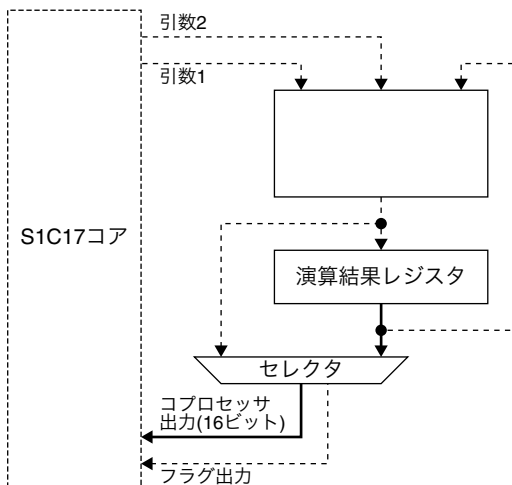 引数2
引数1
S1C17コア
演算結果レジスタ
セレクタ
コプロセッサ
出力(16ビット)
フラグ出力